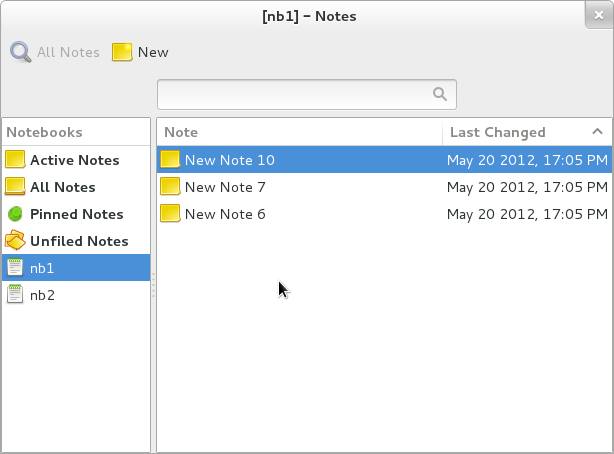 [nb1] – Notes
All Notes New
Notebooks
Active Notes
All Notes
Pinned Notes
Unfiled Notes
nb1
nb2
Note Last Changed
New Note 10 May 20 2012, 17:05 PM
New Note 7 May 20 2012, 17:05 PM
New Note 6 May 20 2012, 17:05 PM